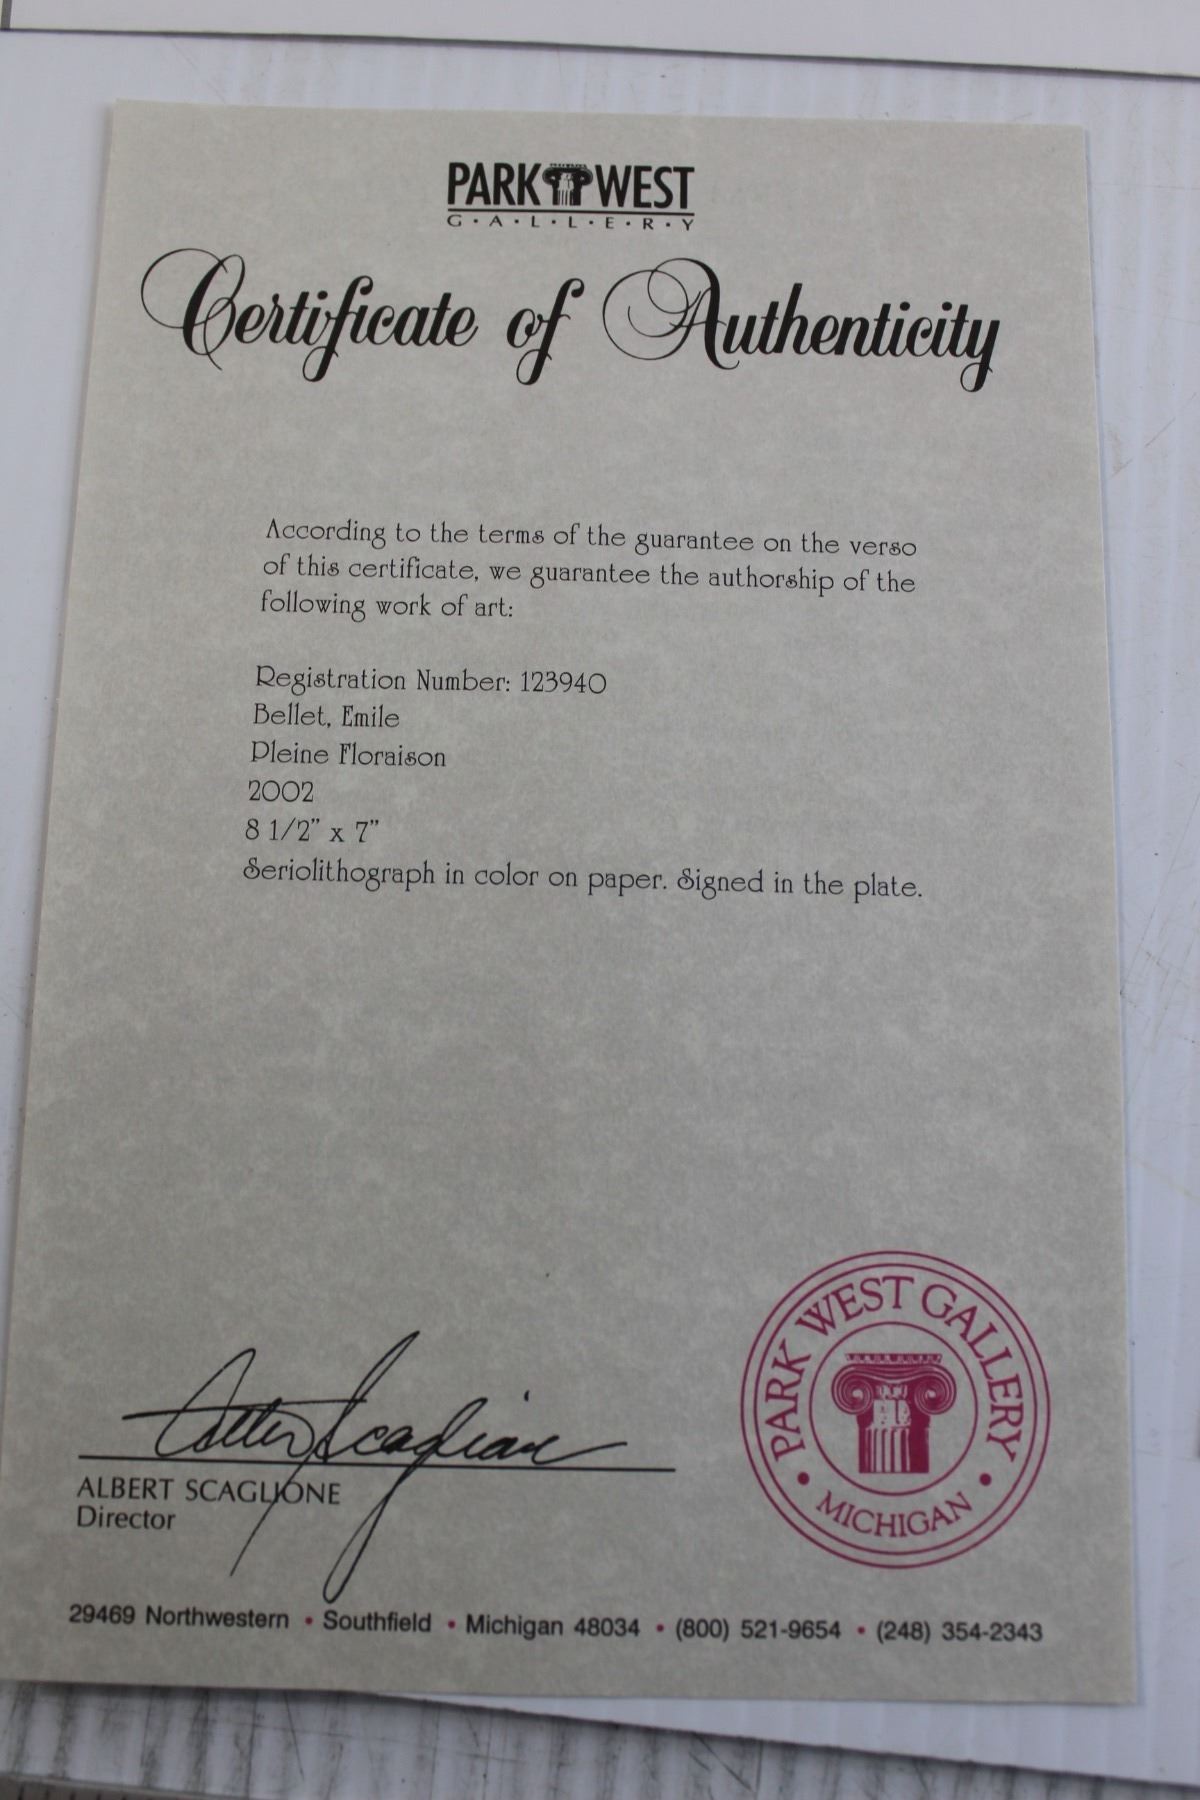 PARK WEST
G·A·L·L·E·R·Y
Certificate of Authenticity
According to the terms of the guarantee on the verso
of this certificate, we guarantee the authorship of the
following work of art:
Registration Number: 123940
Bellet, Emile
Pleine Floraison
2002
8 1/2” x 7”
Seriolithograph in color on paper. Signed in the plate.
Albert Scaglione
ALBERT SCAGLIONE
Director
PARK WEST GALLERY
• MICHIGAN •
29469 Northwestern • Southfield • Michigan 48034 • (800) 521-9654 • (248) 354-2343